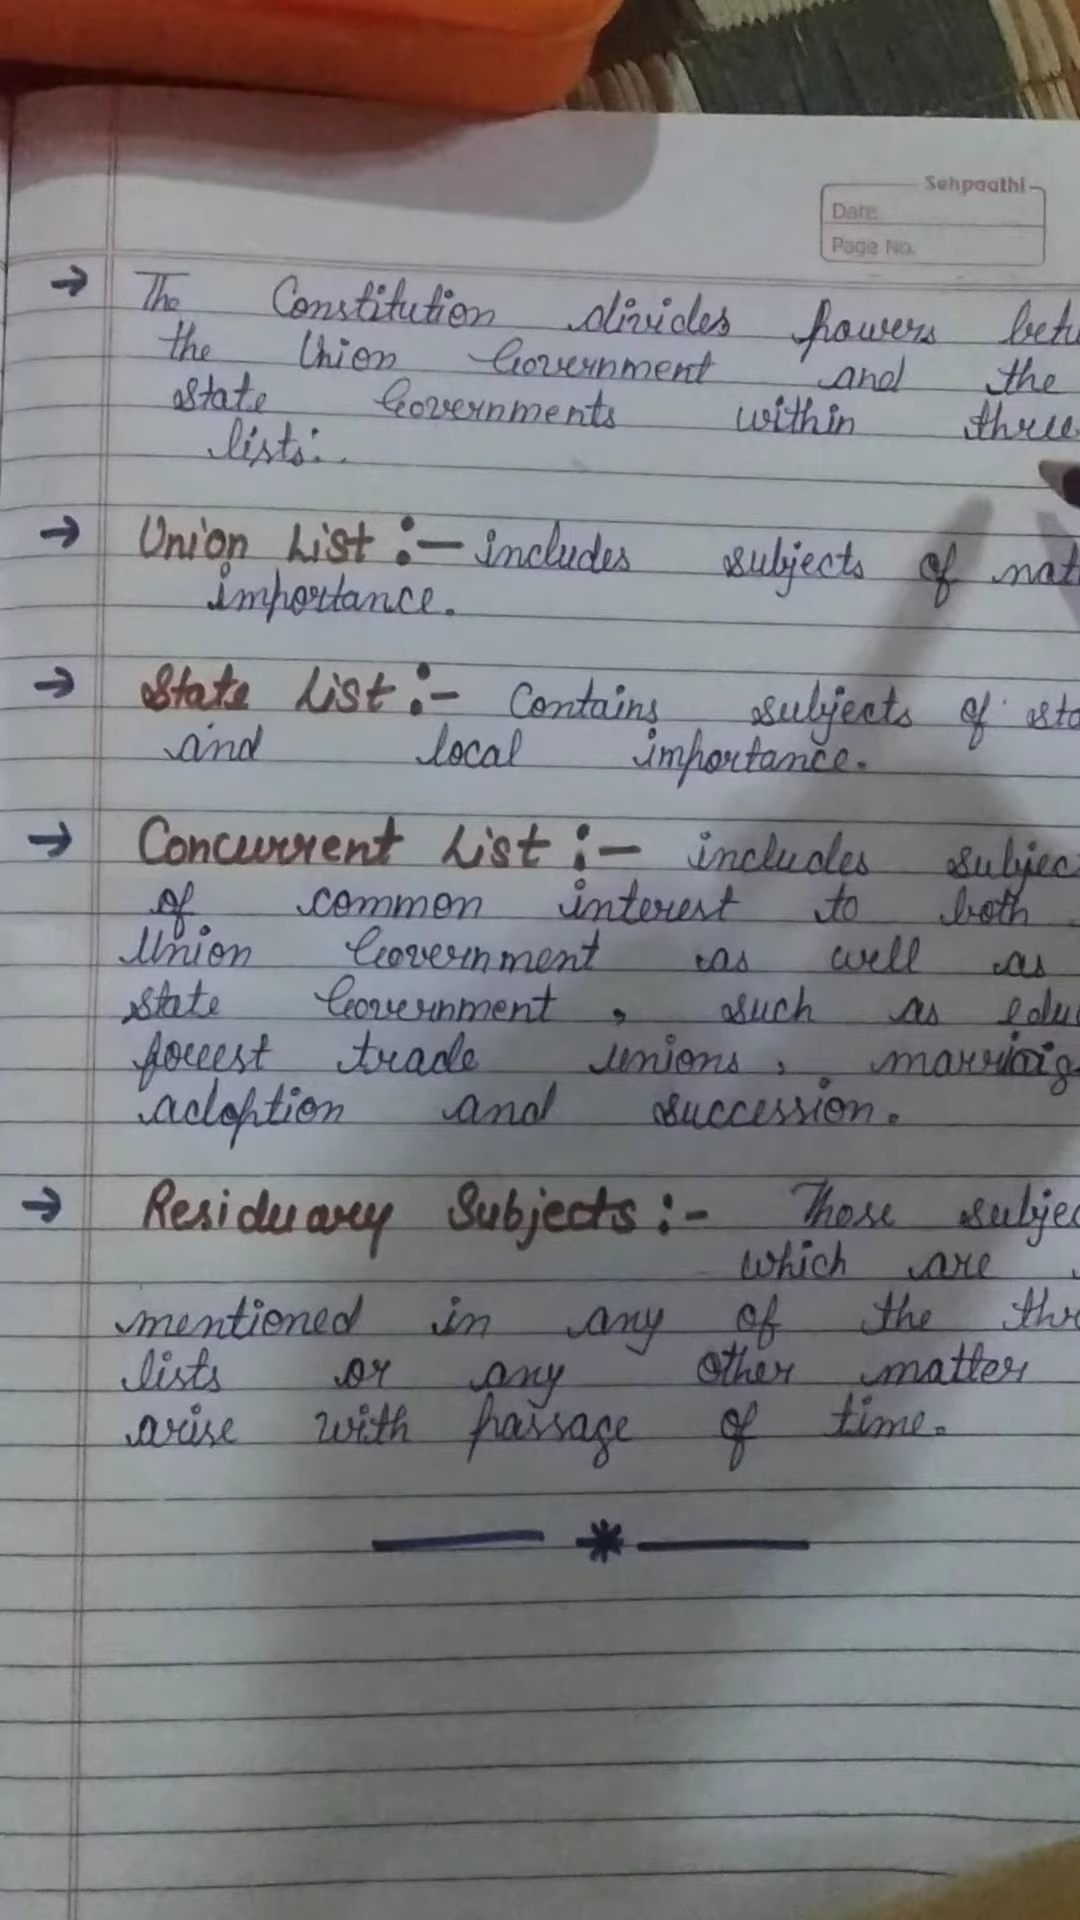 Sehpaathi
Date
Page No.
→ The Constitution divides powers
the Union Government and the
state Governments within three
lists:
→ Union List :- includes subjects of
importance.
→ State List :- Contains subjects of
and local importance.
→ Concurrent List :- includes
of common interest to both
Union Government as well as
state Government, such as
forest trade unions,
adoption and succession.
→ Residuary Subjects :- Those
which are
mentioned in any of the
lists or any other matter
arise with passage of time.